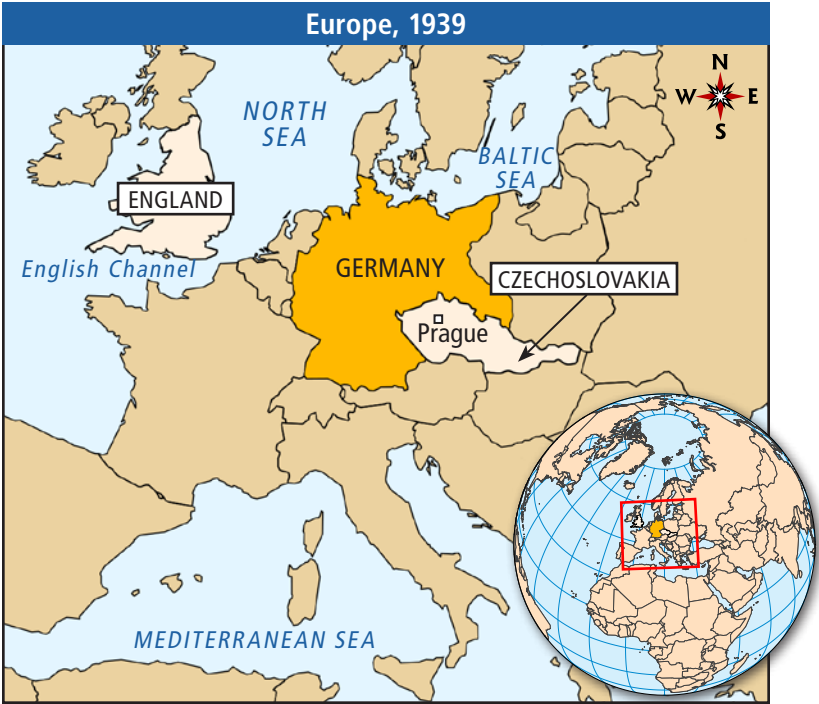 Europe, 1939
N
W E
S
NORTH
SEA
BALTIC
SEA
ENGLAND
English Channel
GERMANY
CZECHOSLOVAKIA
Prague
MEDITERRANEAN SEA